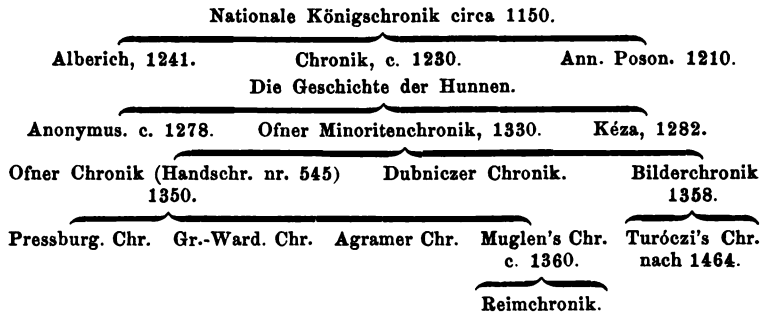 Nationale Königschronik circa 1150.
Alberich, 1241. Chronik, c. 1230. Ann. Poson. 1210.
Die Geschichte der Hunnen.
Anonymus. c. 1278. Ofner Minoritenchronik, 1330. Kéza, 1282.
Ofner Chronik (Handschr. nr. 545) Dubniczer Chronik. Bilderchronik
1350. 1358.
Pressburg. Chr. Gr.-Ward. Chr. Agramer Chr. Muglen's Chr. Turóczi's Chr.
c. 1360. nach 1464.
Reimchronik.